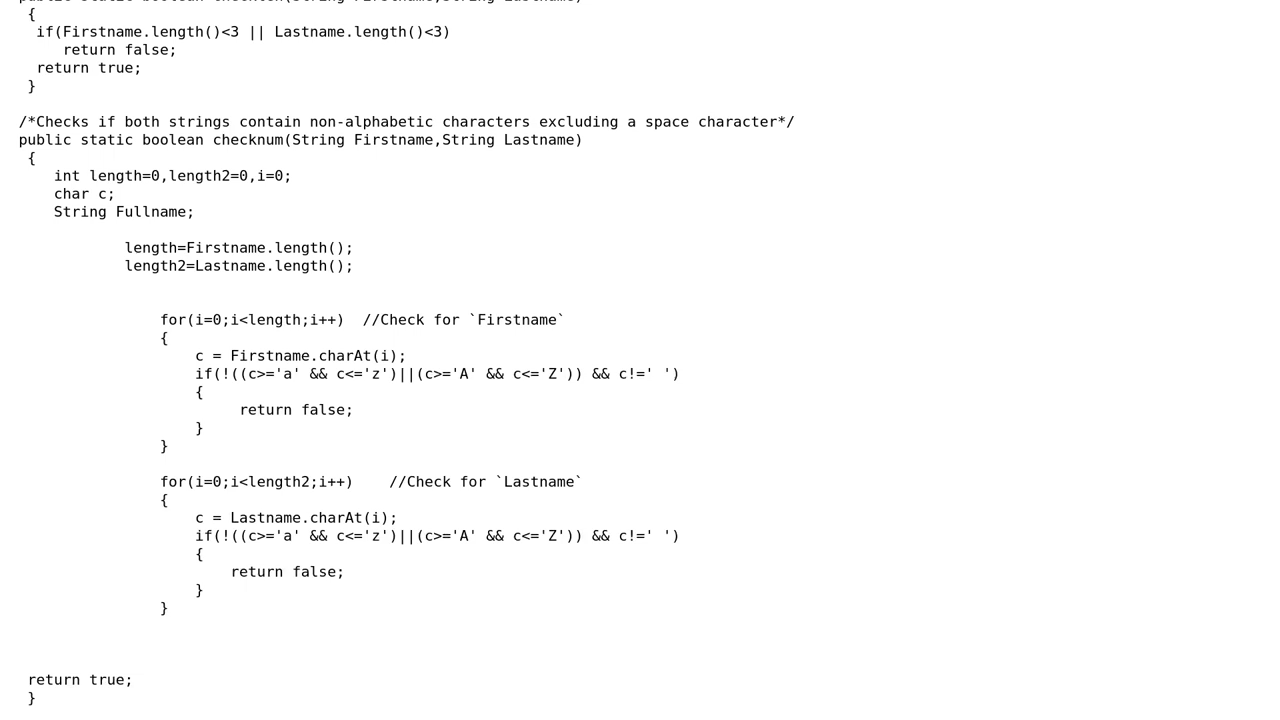 {
if(Firstname.length()<3 || Lastname.length()<3)
return false;
return true;
}
/*Checks if both strings contain non-alphabetic characters excluding a space character*/
public static boolean checknum(String Firstname,String Lastname)
{
int length=0,length2=0,i=0;
char c;
String Fullname;
length=Firstname.length();
length2=Lastname.length();
for(i=0;i<length;i++)  //Check for `Firstname`
{
c = Firstname.charAt(i);
if(!((c>='a' && c<='z')||(c>='A' && c<='Z')) && c!=' ')
{
return false;
}
}
for(i=0;i<length2;i++)    //Check for `Lastname`
{
c = Lastname.charAt(i);
if(!((c>='a' && c<='z')||(c>='A' && c<='Z')) && c!=' ')
{
return false;
}
}
return true;
}